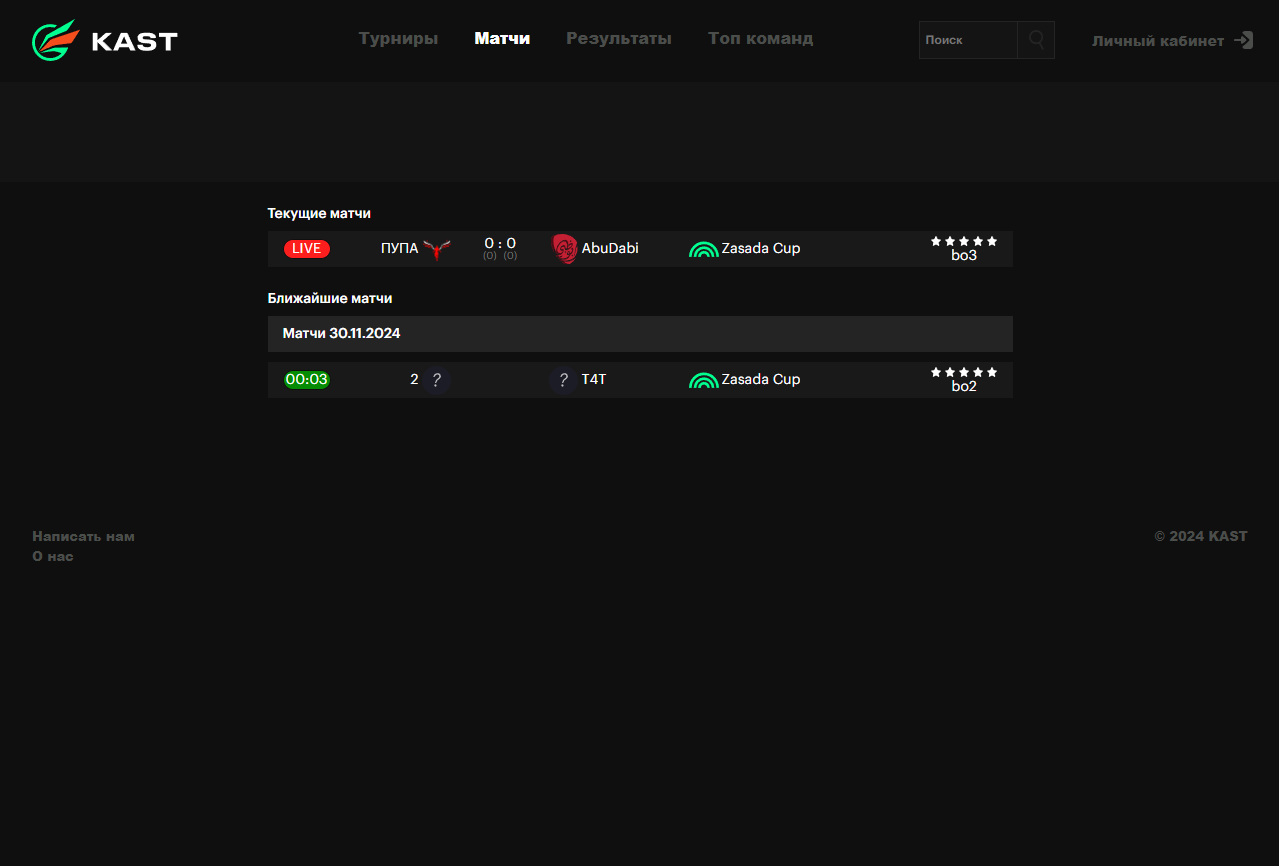 KAST
Турниры Матчи Результаты Топ команд
Поиск
Личный кабинет
Текущие матчи
LIVE ПУПА 0 : 0 AbuDabi Zasada Cup
(0) (0) bo3
Ближайшие матчи
Матчи 30.11.2024
00:03 2 ? ? T4T Zasada Cup
bo2
Написать нам © 2024 KAST
О нас